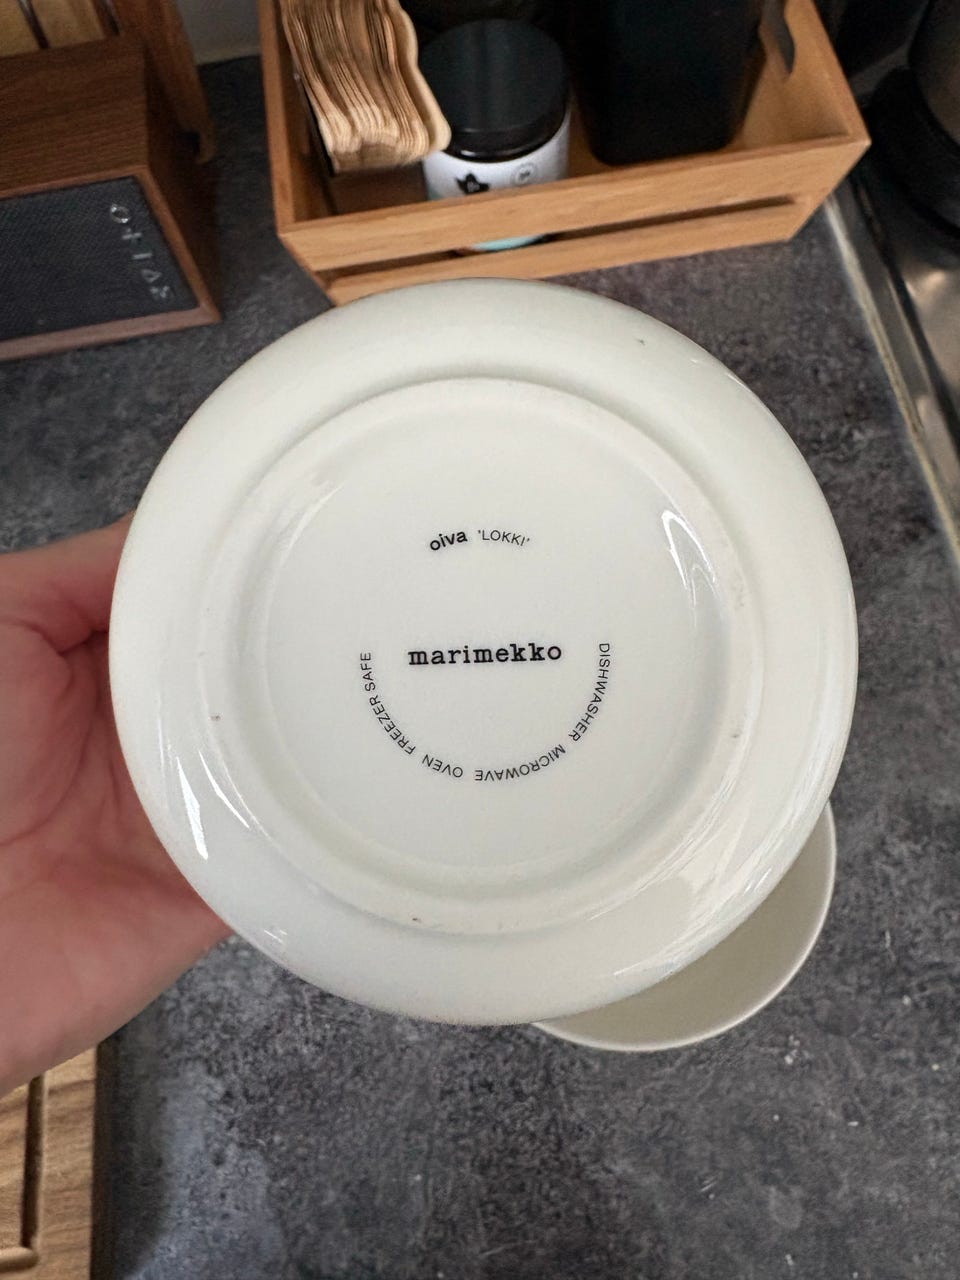 oiva 'LOKKI'
marimekko
DISHWASHER MICROWAVE OVEN FREEZER SAFE